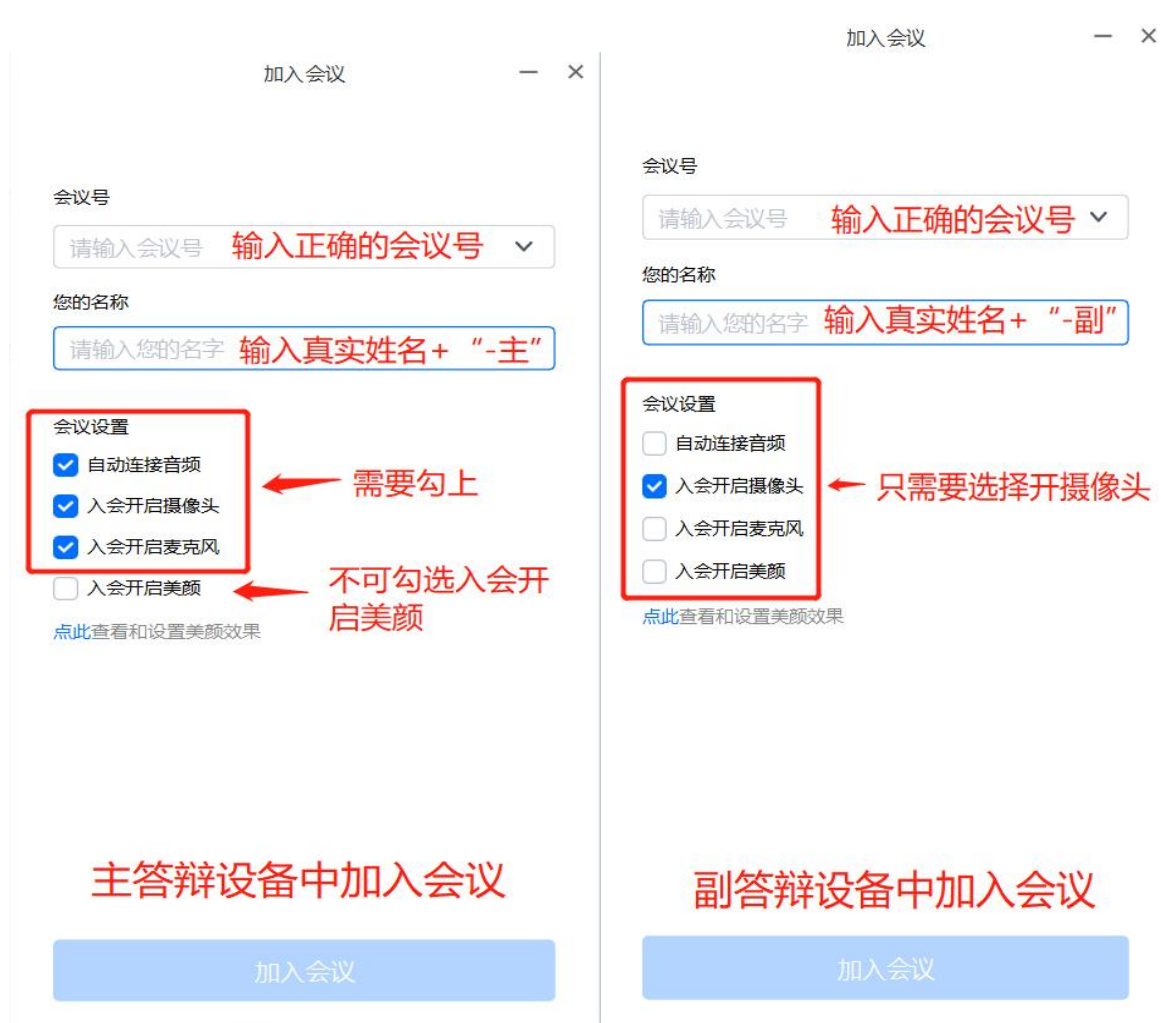 加入会议
会议号
请输入会议号 输入正确的会议号
您的名称
请输入您的名字 输入真实姓名+ “-主”
会议设置
自动连接音频
入会开启摄像头
入会开启麦克风
需要勾上
入会开启美颜
不可勾选入会开
启美颜
点此查看和设置美颜效果
主答辩设备中加入会议
加入会议
加入会议
会议号
请输入会议号 输入正确的会议号
您的名称
请输入您的名字 输入真实姓名+ “-副”
会议设置
自动连接音频
入会开启摄像头
只需要选择开摄像头
入会开启麦克风
入会开启美颜
点此查看和设置美颜效果
副答辩设备中加入会议
加入会议